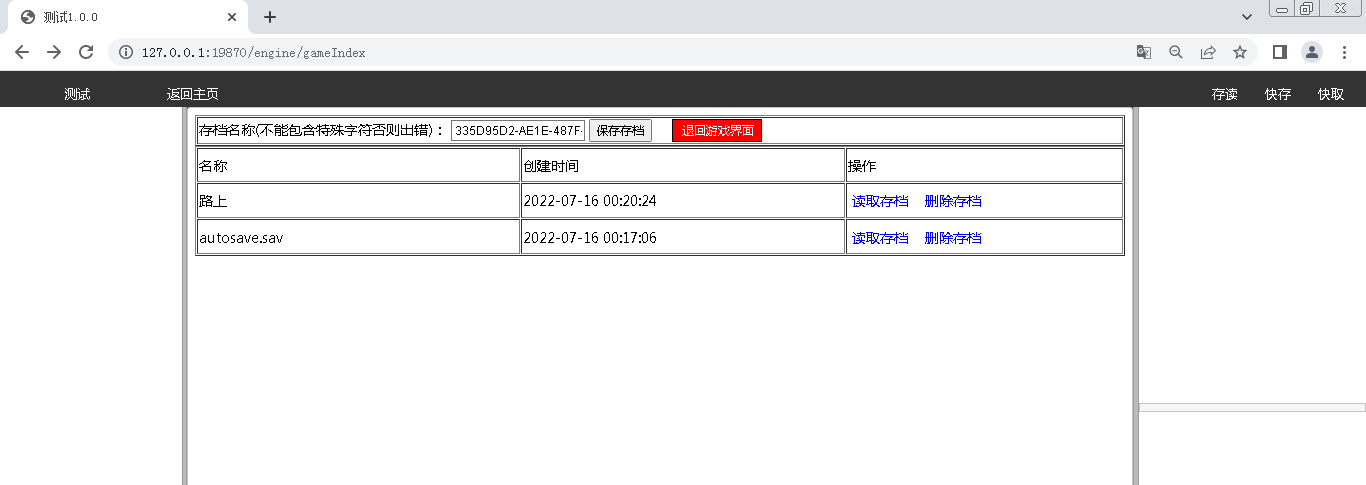 测试1.0.0
127.0.0.1:19870/engine/gameIndex
测试 返回主页 存读 快存 快取
存档名称(不能包含特殊字符否则出错)： 335D95D2-AE1E-487F- 保存存档 退回游戏界面
名称 创建时间 操作
路上 2022-07-16 00:20:24 读取存档 删除存档
autosave.sav 2022-07-16 00:17:06 读取存档 删除存档